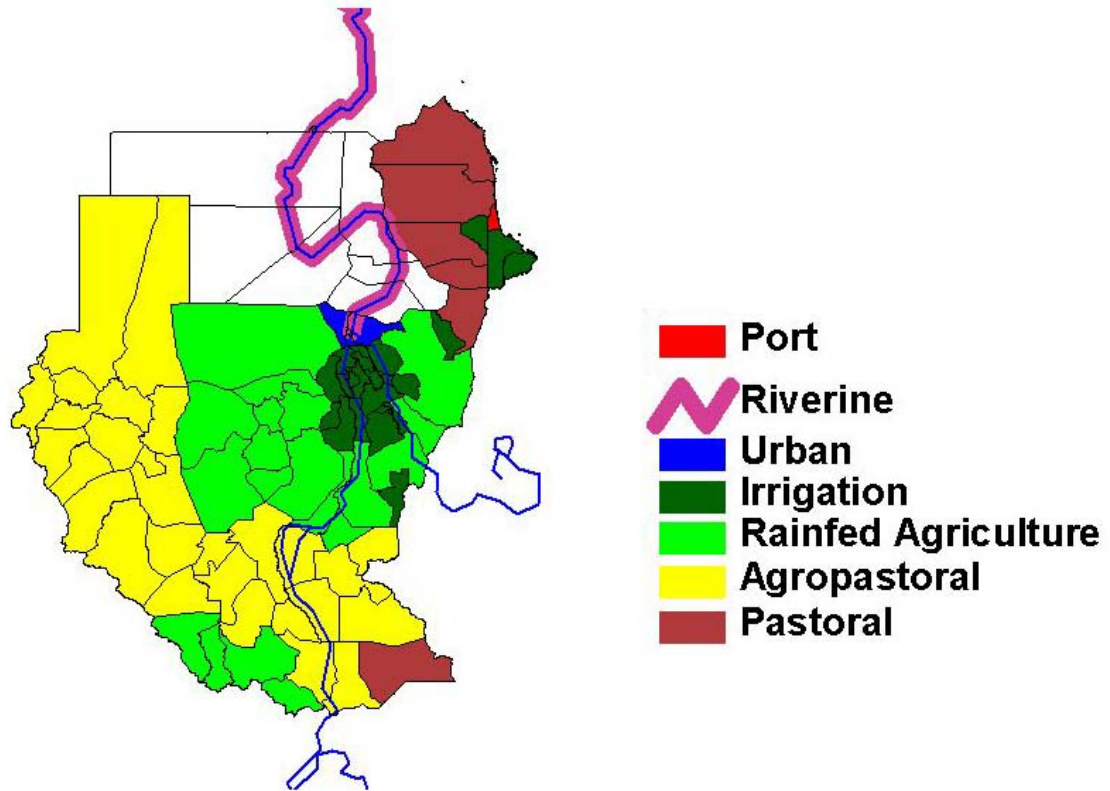 Port
Riverine
Urban
Irrigation
Rainfed Agriculture
Agropastoral
Pastoral